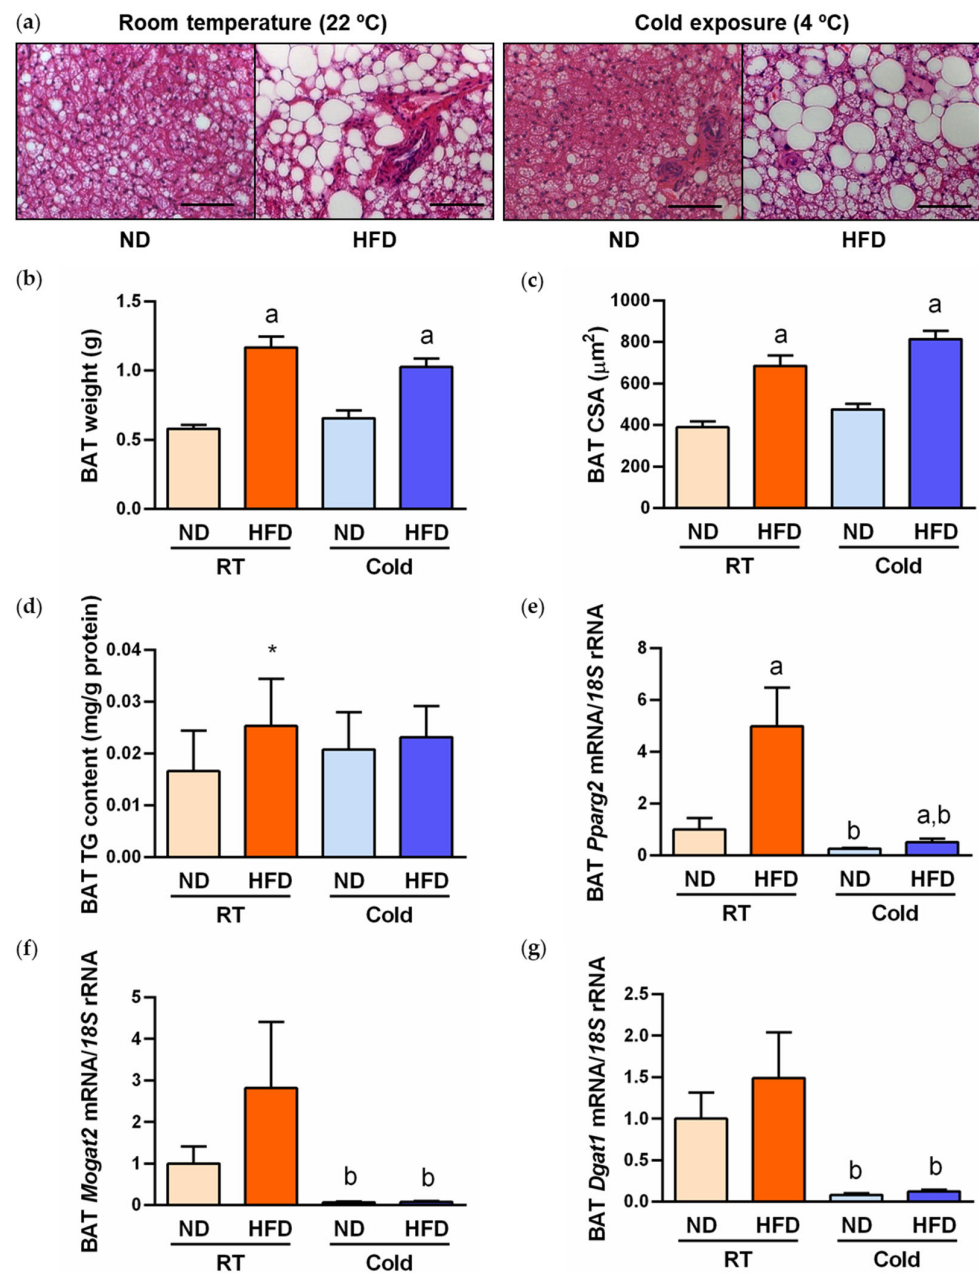 (a)
Room temperature (22 ºC)
Cold exposure (4 ºC)
ND
HFD
ND
HFD
(b)
BAT weight (g)
1.5
1.0
0.5
0.0
a
a
ND
HFD
ND
HFD
RT
Cold
(c)
BAT CSA (μm²)
1000
800
600
400
200
0
a
a
ND
HFD
ND
HFD
RT
Cold
(d)
BAT TG content (mg/g protein)
0.04
0.03
0.02
0.01
0.00
*
ND
HFD
ND
HFD
RT
Cold
(e)
BAT Pparg2 mRNA/18S rRNA
8
6
4
2
0
a
b
a,b
ND
HFD
ND
HFD
RT
Cold
(f)
BAT Mogat2 mRNA/18S rRNA
5
4
3
2
1
0
b
b
ND
HFD
ND
HFD
RT
Cold
(g)
BAT Dgat1 mRNA/18S rRNA
2.5
2.0
1.5
1.0
0.5
0.0
b
b
ND
HFD
ND
HFD
RT
Cold